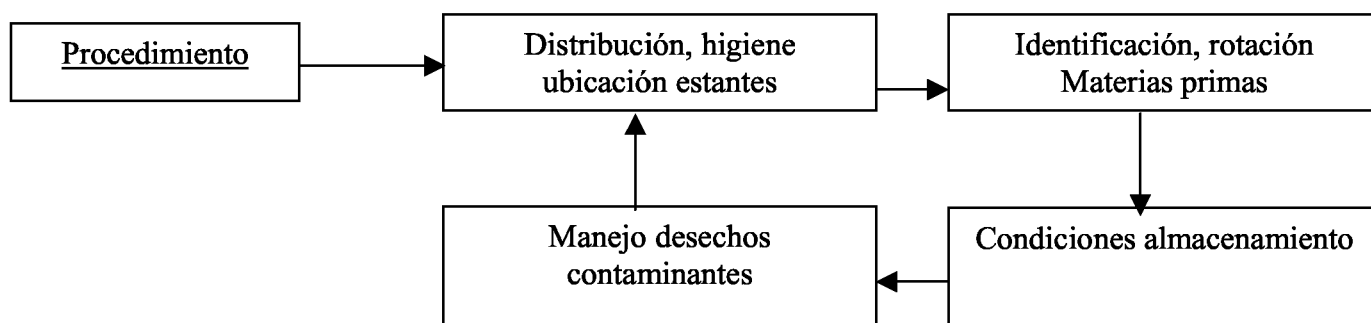 Procedimiento
Distribución, higiene
ubicación estantes
Identificación, rotación
Materias primas
Condiciones almacenamiento
Manejo desechos
contaminantes